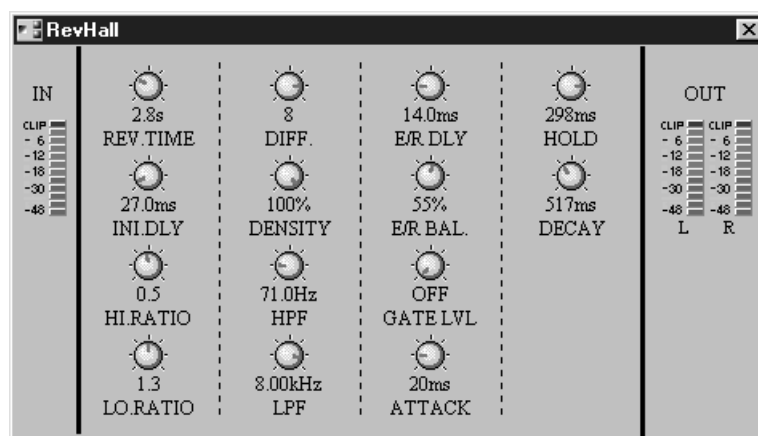 RevHall
IN
CLIP
- 6
-12
-18
-30
-48
2.8s
REV.TIME
27.0ms
INI.DLY
0.5
HI.RATIO
1.3
LO.RATIO
8
DIFF.
100%
DENSITY
71.0Hz
HPF
8.00kHz
LPF
14.0ms
E/R DLY
55%
E/R BAL.
OFF
GATE LVL
20ms
ATTACK
298ms
HOLD
517ms
DECAY
OUT
CLIP CLIP
- 6 - 6
-12 -12
-18 -18
-30 -30
-48 -48
L R